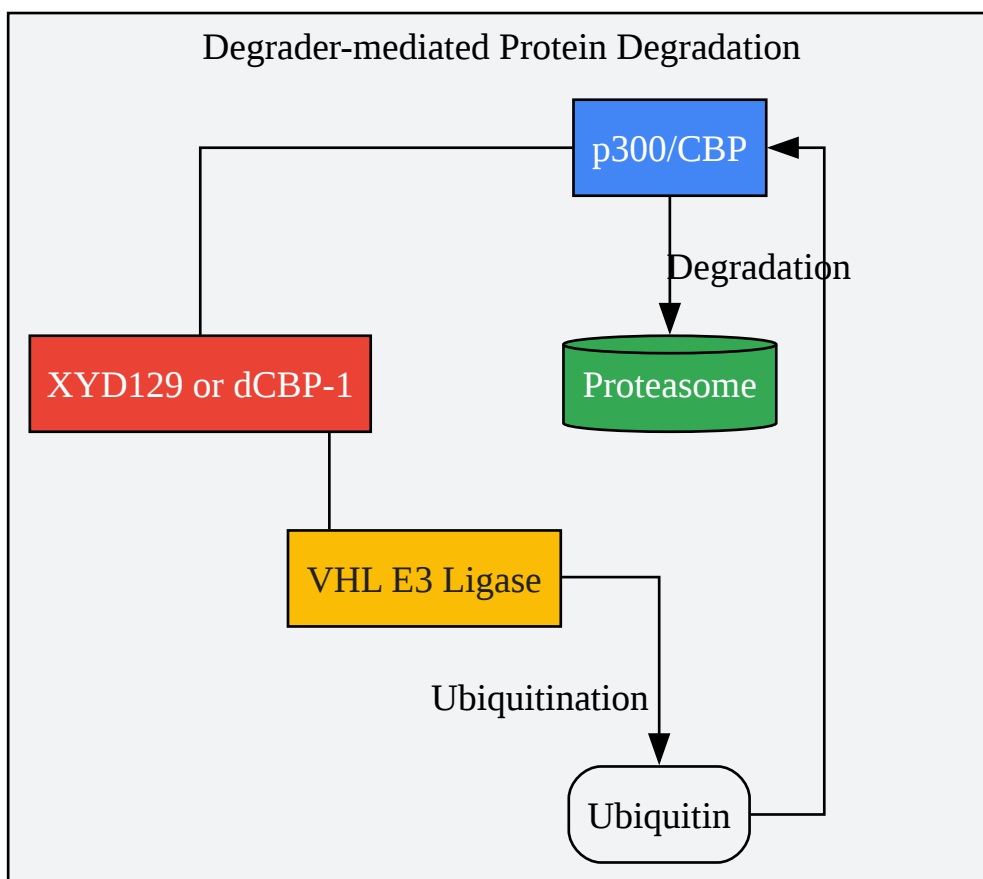 Degrader-mediated Protein Degradation
p300/CBP
Degradation
XYD129 or dCBP-1
Proteasome
VHL E3 Ligase
Ubiquitination
Ubiquitin